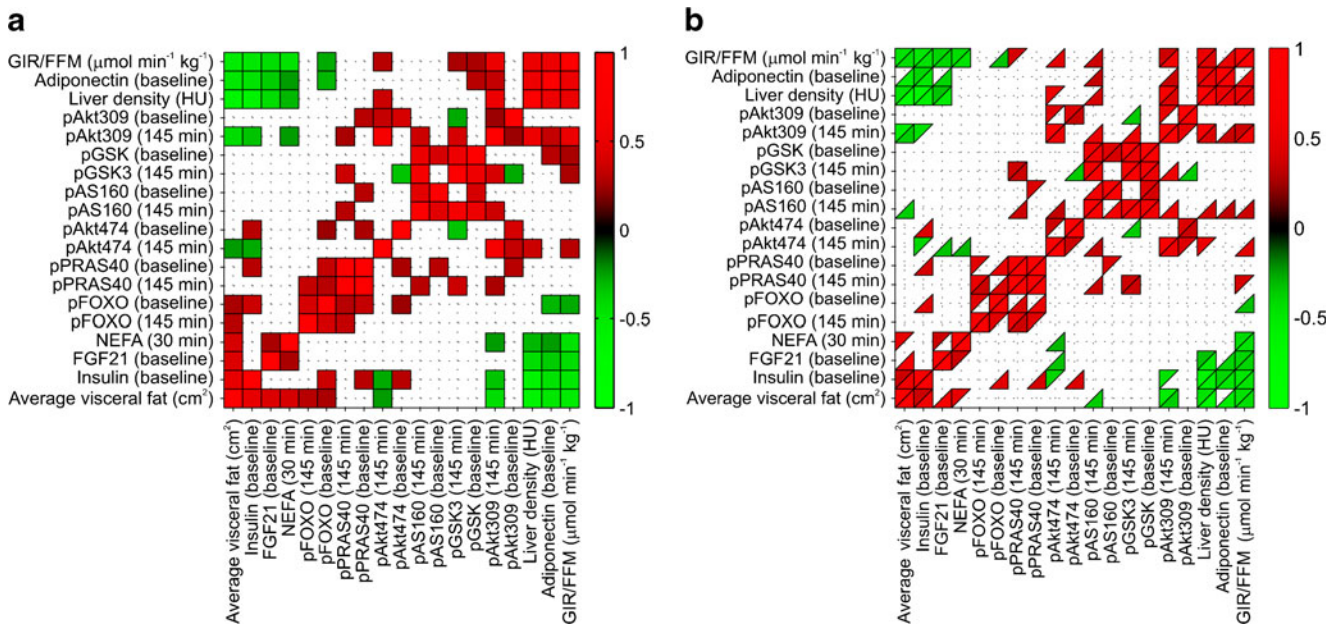 a
GIR/FFM (μmol min⁻¹ kg⁻¹)
Adiponectin (baseline)
Liver density (HU)
pAkt309 (baseline)
pAkt309 (145 min)
pGSK (baseline)
pGSK3 (145 min)
pAS160 (baseline)
pAS160 (145 min)
pAkt474 (baseline)
pAkt474 (145 min)
pPRAS40 (baseline)
pPRAS40 (145 min)
pFOXO (baseline)
pFOXO (145 min)
NEFA (30 min)
FGF21 (baseline)
Insulin (baseline)
Average visceral fat (cm²)
Average visceral fat (cm²)
Insulin (baseline)
FGF21 (baseline)
NEFA (30 min)
pFOXO (145 min)
pFOXO (baseline)
pPRAS40 (145 min)
pPRAS40 (baseline)
pAkt474 (145 min)
pAkt474 (baseline)
pAS160 (145 min)
pAS160 (baseline)
pGSK3 (145 min)
pGSK (baseline)
pAkt309 (145 min)
pAkt309 (baseline)
Liver density (HU)
Adiponectin (baseline)
GIR/FFM (μmol min⁻¹ kg⁻¹)
1
0.5
0
-0.5
-1
b
GIR/FFM (μmol min⁻¹ kg⁻¹)
Adiponectin (baseline)
Liver density (HU)
pAkt309 (baseline)
pAkt309 (145 min)
pGSK (baseline)
pGSK3 (145 min)
pAS160 (baseline)
pAS160 (145 min)
pAkt474 (baseline)
pAkt474 (145 min)
pPRAS40 (baseline)
pPRAS40 (145 min)
pFOXO (baseline)
pFOXO (145 min)
NEFA (30 min)
FGF21 (baseline)
Insulin (baseline)
Average visceral fat (cm²)
Average visceral fat (cm²)
Insulin (baseline)
FGF21 (baseline)
NEFA (30 min)
pFOXO (145 min)
pFOXO (baseline)
pPRAS40 (145 min)
pPRAS40 (baseline)
pAkt474 (145 min)
pAkt474 (baseline)
pAS160 (145 min)
pAS160 (baseline)
pGSK3 (145 min)
pGSK (baseline)
pAkt309 (145 min)
pAkt309 (baseline)
Liver density (HU)
Adiponectin (baseline)
GIR/FFM (μmol min⁻¹ kg⁻¹)
1
0.5
0
-0.5
-1